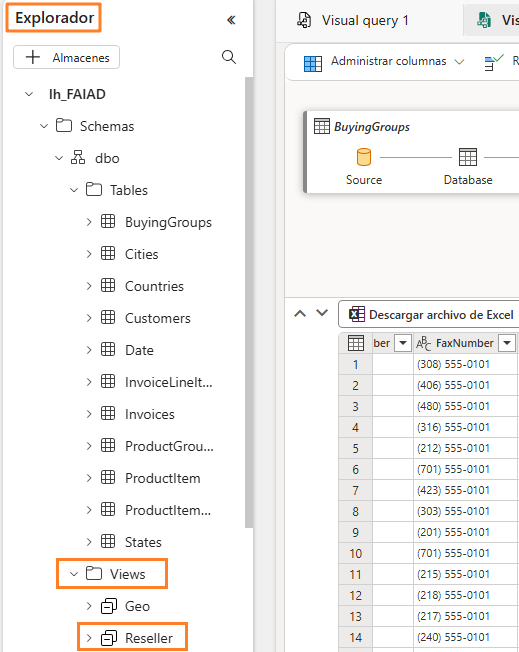 Explorador
Almacenes
lh_FAIAD
Schemas
dbo
Tables
BuyingGroups
Cities
Countries
Customers
Date
InvoiceLineIt...
Invoices
ProductGrou...
ProductItem
ProductItem...
States
Views
Geo
Reseller
Visual query 1
Vis
Administrar columnas
R
BuyingGroups
Source
Database
Descargar archivo de Excel
ber
ABC FaxNumber
1 (308) 555-0101
2 (406) 555-0101
3 (480) 555-0101
4 (316) 555-0101
5 (212) 555-0101
6 (701) 555-0101
7 (423) 555-0101
8 (303) 555-0101
9 (201) 555-0101
10 (701) 555-0101
11 (215) 555-0101
12 (218) 555-0101
13 (217) 555-0101
14 (240) 555-0101